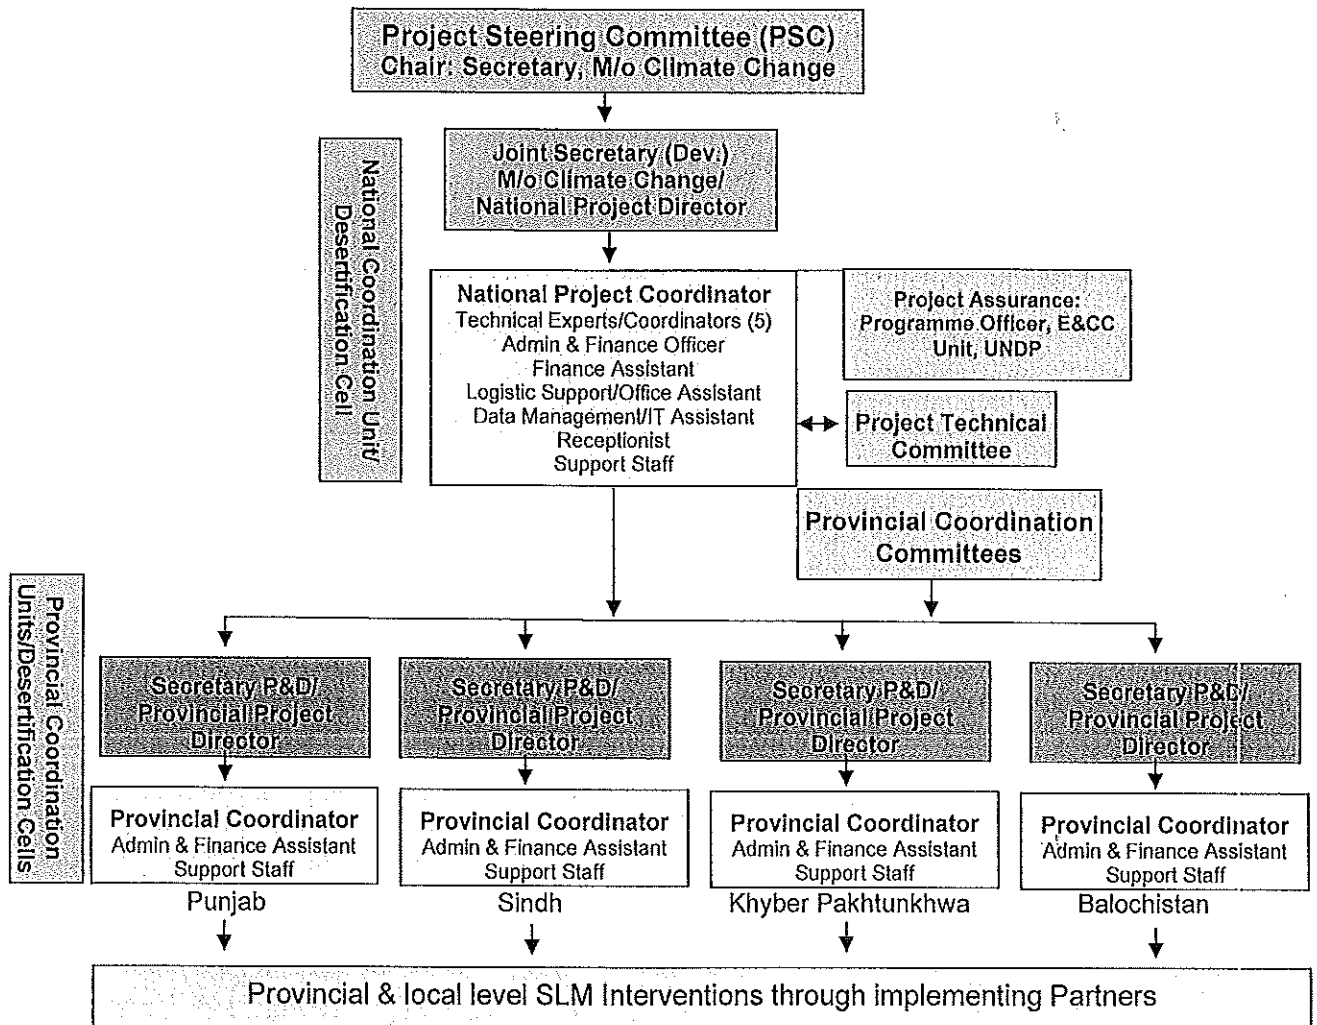 Project Steering Committee (PSC)
Chair: Secretary, M/o Climate Change
National Coordination Unit/
Desertification Cell
Joint Secretary (Dev.)
M/o Climate Change/
National Project Director
National Project Coordinator
Technical Experts/Coordinators (5)
Admin & Finance Officer
Finance Assistant
Logistic Support/Office Assistant
Data Management/IT Assistant
Receptionist
Support Staff
Project Assurance:
Programme Officer, E&CC
Unit, UNDP
Project Technical
Committee
Provincial Coordination
Committees
Provincial Coordination
Units/Desertification Cells
Secretary P&D/
Provincial Project
Director
Secretary P&D/
Provincial Project
Director
Secretary P&D/
Provincial Project
Director
Secretary P&D/
Provincial Project
Director
Provincial Coordinator
Admin & Finance Assistant
Support Staff
Punjab
Provincial Coordinator
Admin & Finance Assistant
Support Staff
Sindh
Provincial Coordinator
Admin & Finance Assistant
Support Staff
Khyber Pakhtunkhwa
Provincial Coordinator
Admin & Finance Assistant
Support Staff
Balochistan
Provincial & local level SLM Interventions through implementing Partners